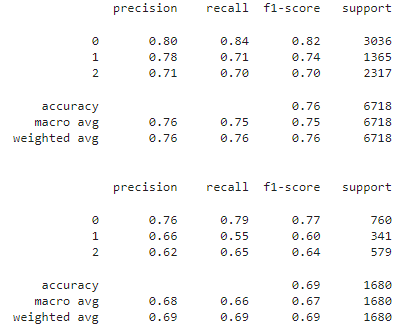 precision recall f1-score support
0 0.80 0.84 0.82 3036
1 0.78 0.71 0.74 1365
2 0.71 0.70 0.70 2317
accuracy 0.76 6718
macro avg 0.76 0.75 0.75 6718
weighted avg 0.76 0.76 0.76 6718
precision recall f1-score support
0 0.76 0.79 0.77 760
1 0.66 0.55 0.60 341
2 0.62 0.65 0.64 579
accuracy 0.69 1680
macro avg 0.68 0.66 0.67 1680
weighted avg 0.69 0.69 0.69 1680